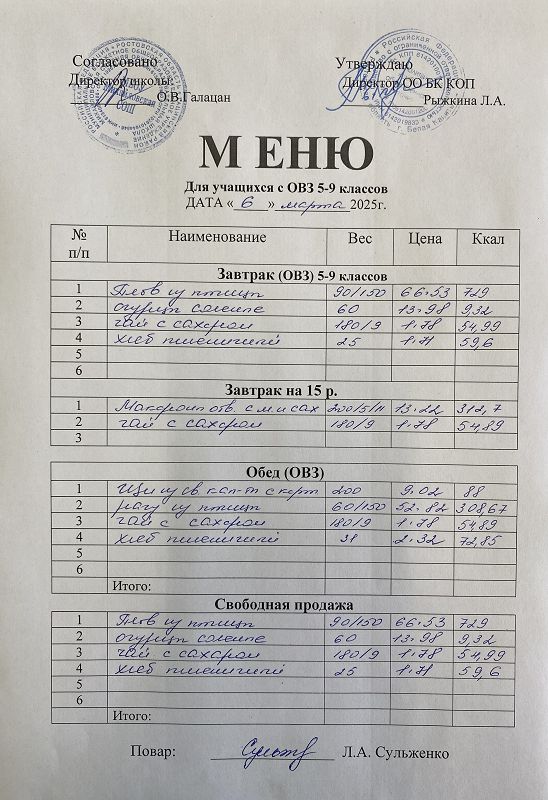 Согласовано Утверждаю
Директор школы: Директор ОО БК КОП
О.В.Галацан Рыжкина Л.А.
МЕНЮ
Для учащихся с ОВЗ 5-9 классов
ДАТА «6» марта 2025г.
№ п/п Наименование Вес Цена Ккал
Завтрак (ОВЗ) 5-9 классов
1 Плов из птицы 90/150 66.53 729
2 огурцы соленые 60 13.98 9,32
3 чай с сахаром 180/9 1.78 54,99
4 хлеб пшеничный 25 1.71 59,6
5
6
Завтрак на 15 р.
1 Макароны отв. с м 200/5/11 13.22 312,7
2 чай с сахаром 180/9 1.78 54,89
3
Обед (ОВЗ)
1 Щи из св кап-ты с карт 200 9.02 88
2 рагу из птицы 60/150 52.82 308,67
3 чай с сахаром 180/9 1.78 54,89
4 хлеб пшеничный 31 2.32 72,85
5
6
Итого:
Свободная продажа
1 Плов из птицы 90/150 66.53 729
2 огурцы соленые 60 13.98 9,32
3 чай с сахаром 180/9 1.78 54,99
4 хлеб пшеничный 25 1.71 59,6
5
6
Итого:
Повар: Л.А. Сульженко